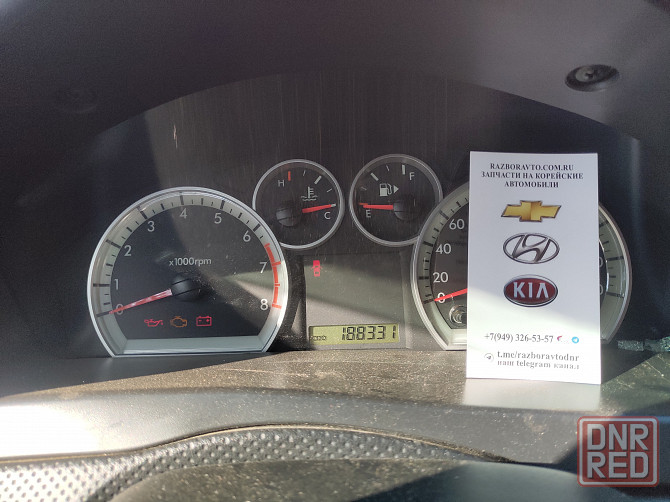 H
C
F
E
0
1
2
3
4
5
6
7
8
x1000rpm
0
20
40
60
ODO
188331
RAZBORAVTO.COM.RU
ЗАПЧАСТИ НА КОРЕЙСКИЕ
АВТОМОБИЛИ
KIA
+7(949) 326-53-57
t.me/razboravtodnr
наш telegram канал
DNR
RED